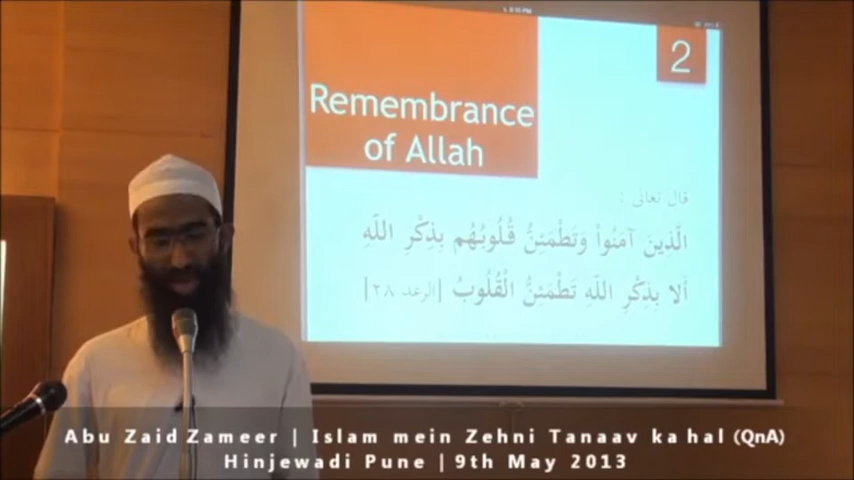 2
Remembrance
of Allah
قال تعالى :
الَّذِينَ آمَنُواْ وَتَطْمَئِنُّ قُلُوبُهُم بِذِكْرِ اللّهِ
أَلا بِذِكْرِ اللّهِ تَطْمَئِنُّ الْقُلُوبُ [الرعد ٢٨]
Abu Zaid Zameer | Islam mein Zehni Tanaav ka hal (QnA)
Hinjewadi Pune | 9th May 2013